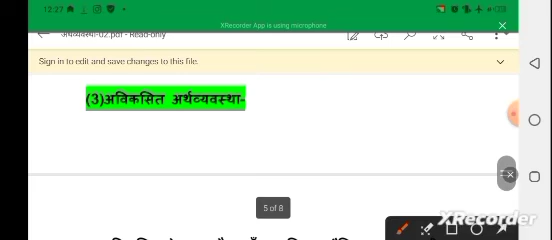 12:27
XRecorder App is using microphone
अर्थव्यवस्था-02.pdf - Read-only
Sign in to edit and save changes to this file.
(3)अविकसित अर्थव्यवस्था-
5 of 8
XRecorder